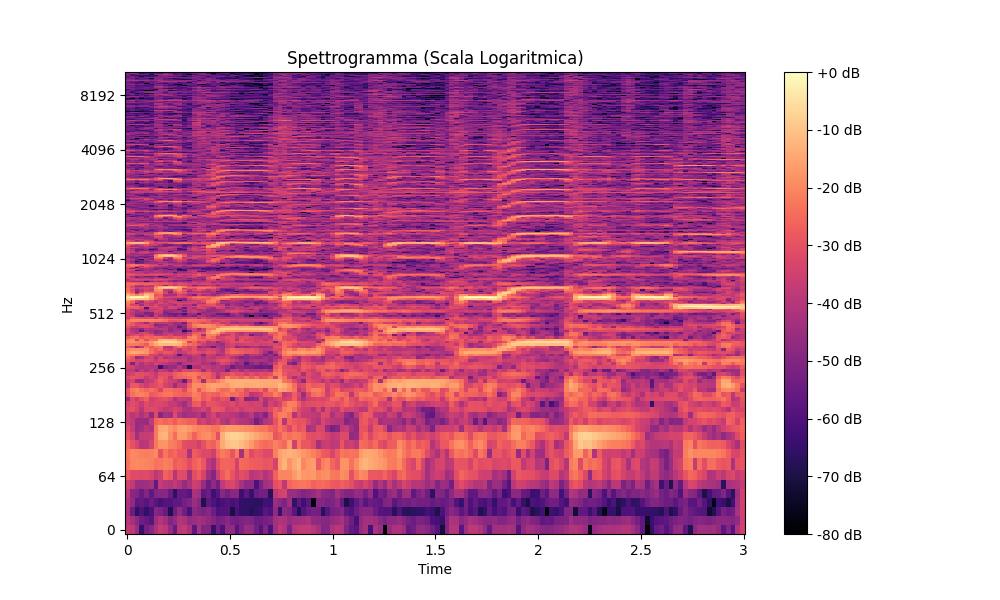 Spettrogramma (Scala Logaritmica)
8192
4096
2048
1024
512
256
128
64
0
Hz
0 0.5 1 1.5 2 2.5 3
Time
+0 dB
-10 dB
-20 dB
-30 dB
-40 dB
-50 dB
-60 dB
-70 dB
-80 dB